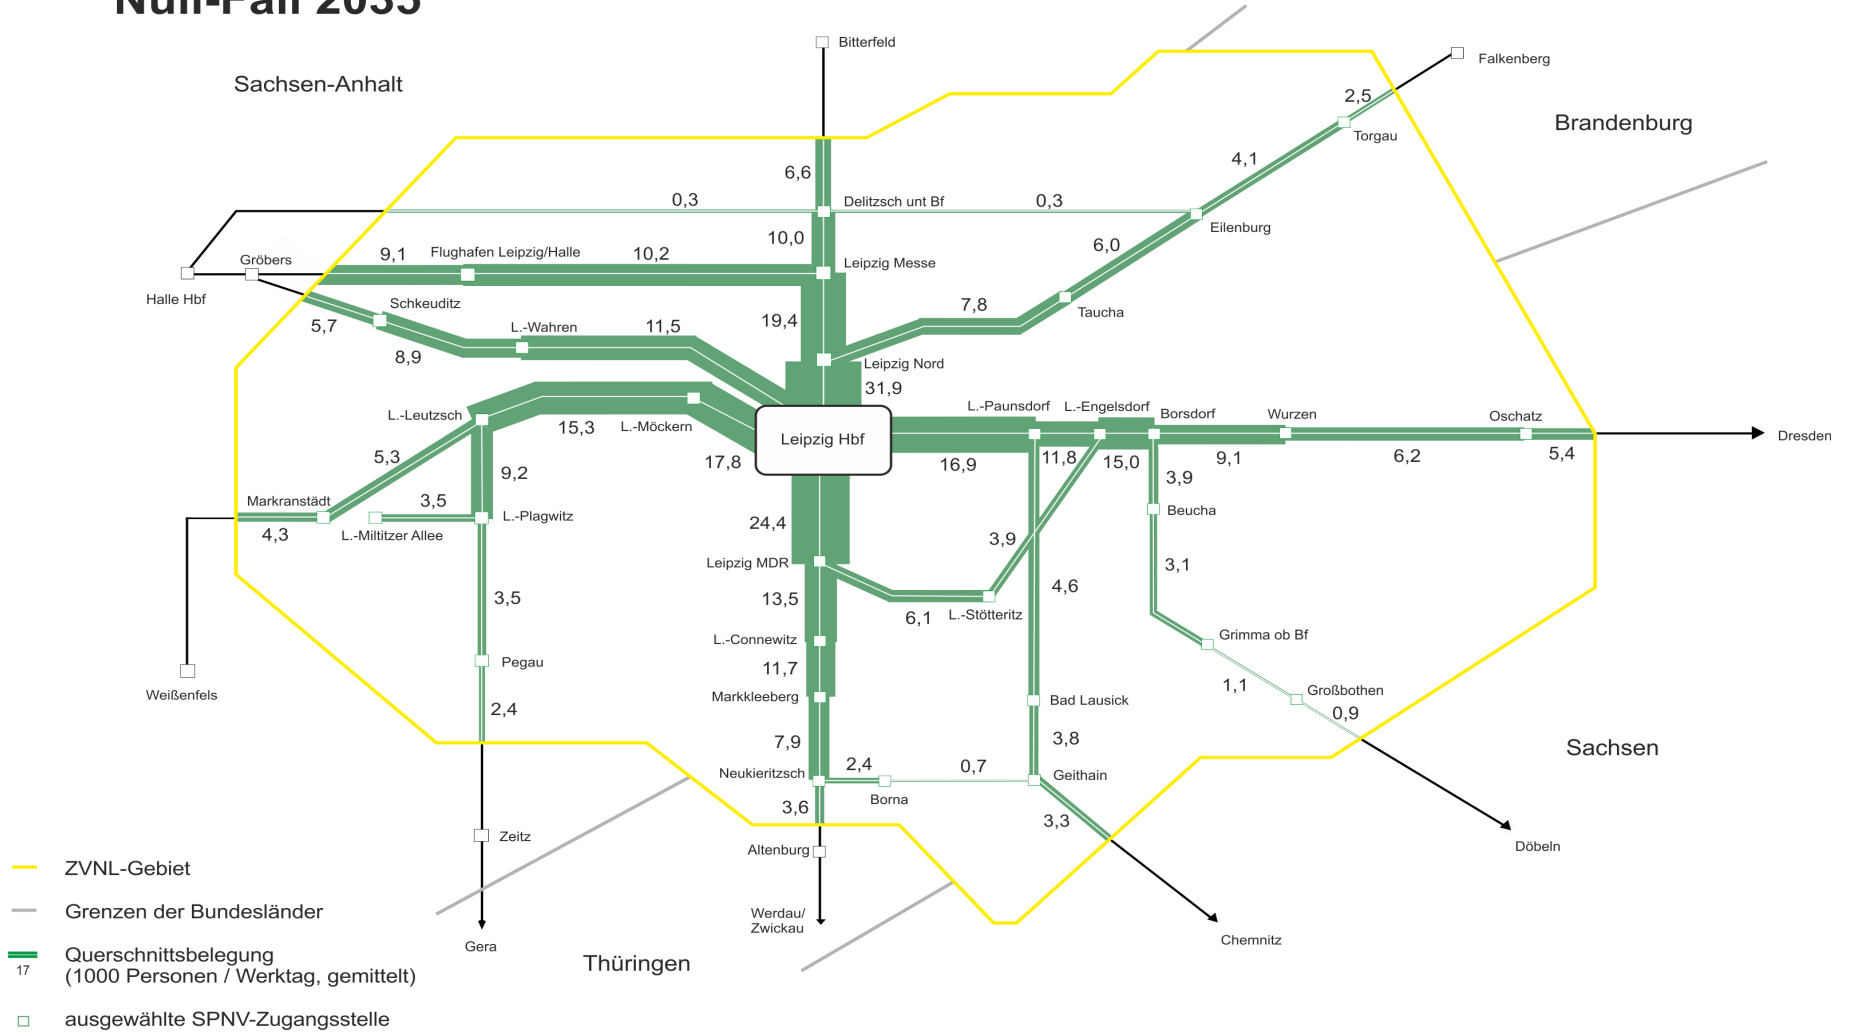 Null-Fall 2035
Bitterfeld
Falkenberg
Sachsen-Anhalt
2,5
Brandenburg
Torgau
4,1
6,6
0,3
Delitzsch unt Bf
0,3
Eilenburg
10,0
6,0
9,1
Flughafen Leipzig/Halle
10,2
Gröbers
Leipzig Messe
Halle Hbf
Schkeuditz
7,8
Taucha
5,7
L.-Wahren
11,5
19,4
8,9
Leipzig Nord
31,9
L.-Leutzsch
L.-Paunsdorf
L.-Engelsdorf
Borsdorf
Wurzen
Oschatz
15,3
L.-Möckern
Leipzig Hbf
Dresden
5,3
17,8
16,9
11,8
15,0
9,1
6,2
5,4
9,2
3,9
Markranstädt
3,5
L.-Plagwitz
Beucha
4,3
L.-Miltitzer Allee
24,4
3,9
Leipzig MDR
3,1
4,6
3,5
13,5
6,1
L.-Stötteritz
L.-Connewitz
Grimma ob Bf
Pegau
11,7
1,1
Weißenfels
Markkleeberg
Bad Lausick
Großbothen
2,4
0,9
7,9
3,8
Sachsen
Neukieritzsch
2,4
0,7
Geithain
Borna
3,6
3,3
Zeitz
Altenburg
Döbeln
ZVNL-Gebiet
Grenzen der Bundesländer
Werdau/
Zwickau
Gera
Chemnitz
Thüringen
Querschnittsbelegung
17
(1000 Personen / Werktag, gemittelt)
ausgewählte SPNV-Zugangsstelle